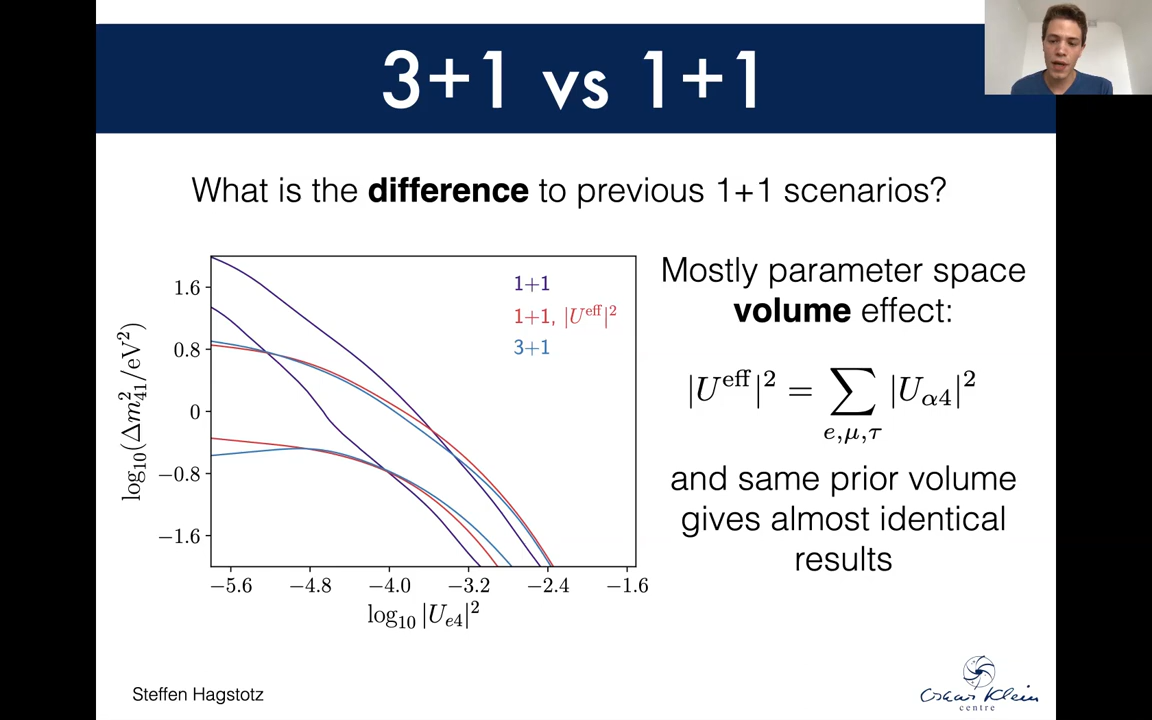 3+1 vs 1+1
What is the difference to previous 1+1 scenarios?
Mostly parameter space
volume effect:
|U^eff|² = ∑ |U_α4|²
e,μ,τ
and same prior volume
gives almost identical
results
1+1
1+1, |U^eff|²
3+1
log₁₀(Δm²₄₁/eV²)
1.6
0.8
0
−0.8
−1.6
−5.6 −4.8 −4.0 −3.2 −2.4 −1.6
log₁₀ |U_e4|²
Steffen Hagstotz
Oskar Klein
centre